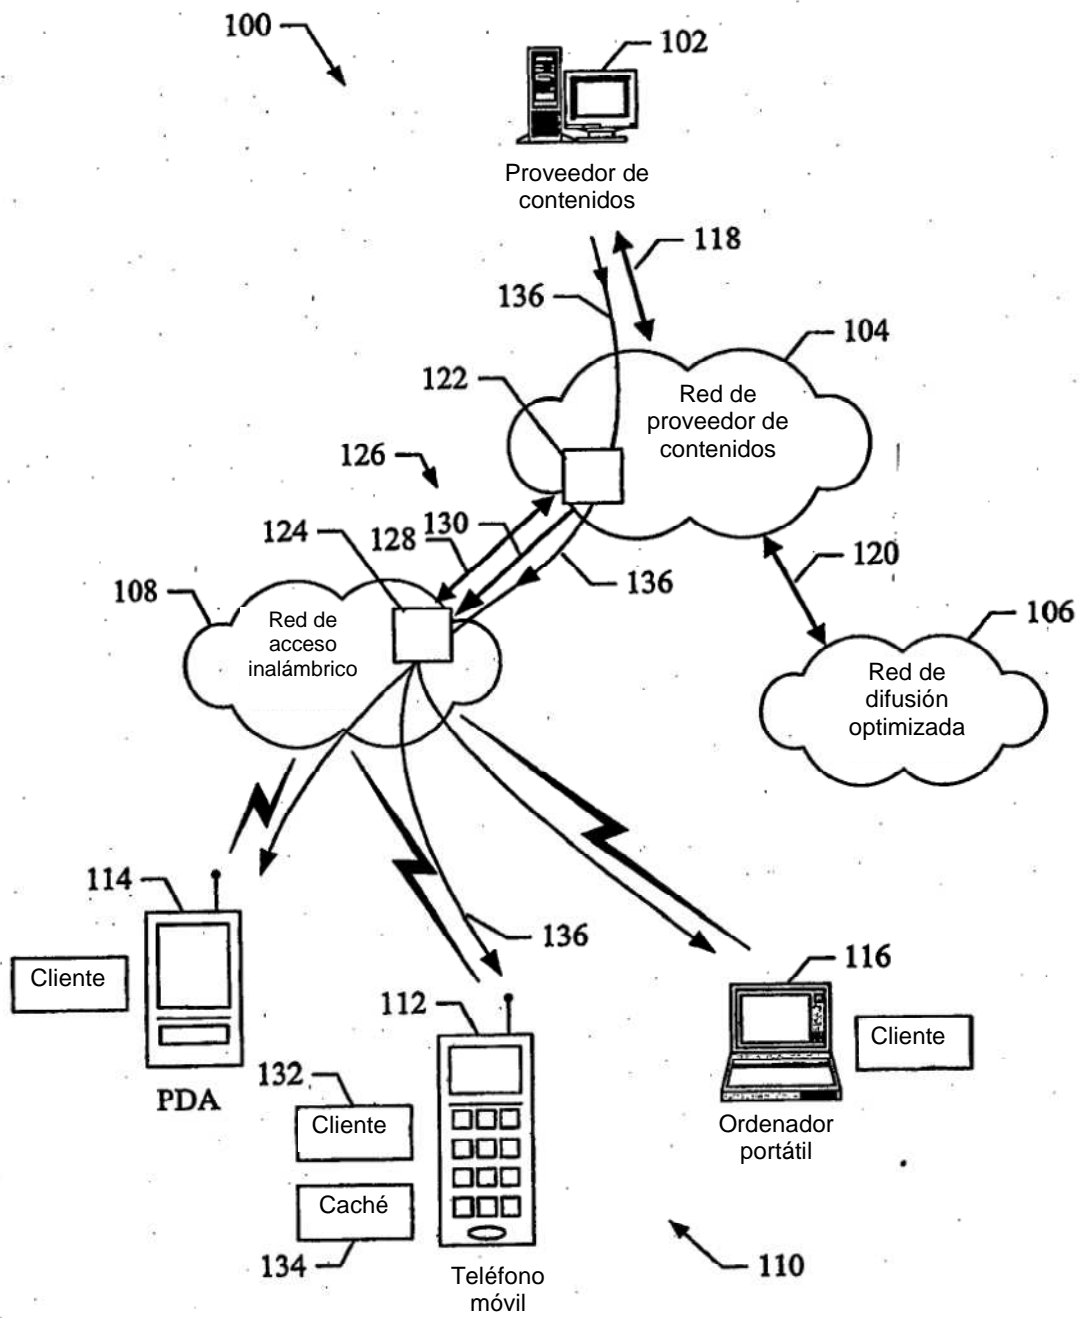 100
102
Proveedor de
contenidos
118
136
104
122
Red de
proveedor de
contenidos
126
124
130
128
120
136
108
106
Red de
acceso
inalámbrico
Red de
difusión
optimizada
114
136
116
Cliente
112
Cliente
PDA
132
Cliente
Ordenador
portátil
Caché
134
110
Teléfono
móvil